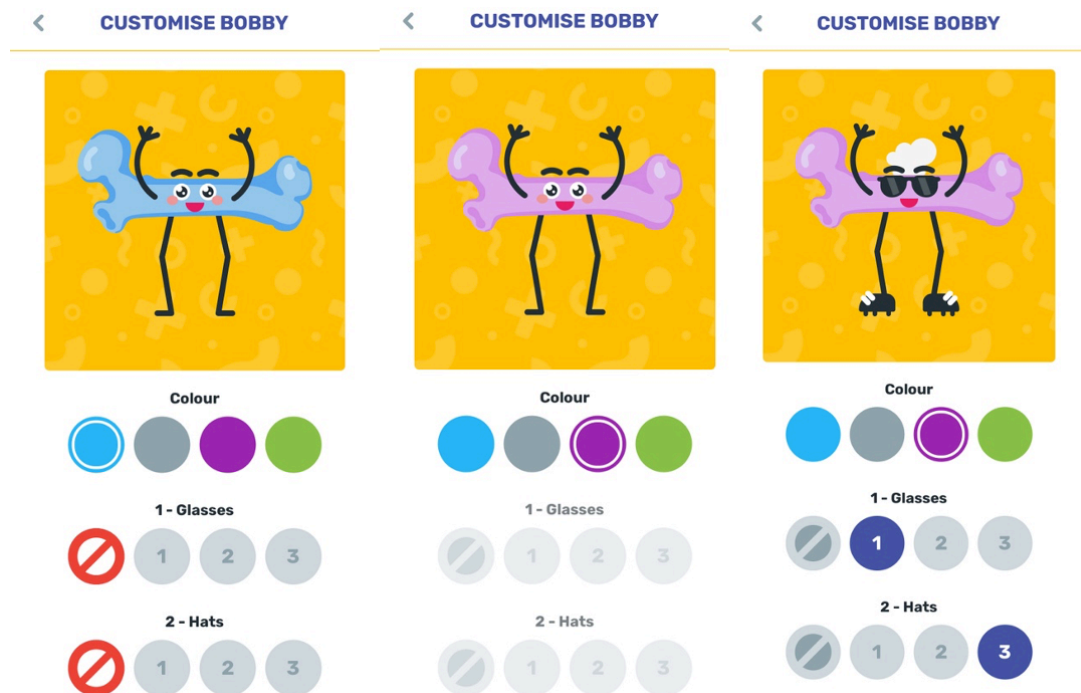 CUSTOMISE BOBBY
Colour
1 - Glasses
1 2 3
2 - Hats
1 2 3
CUSTOMISE BOBBY
Colour
1 - Glasses
1 2 3
2 - Hats
1 2 3
CUSTOMISE BOBBY
Colour
1 - Glasses
1 2 3
2 - Hats
1 2 3